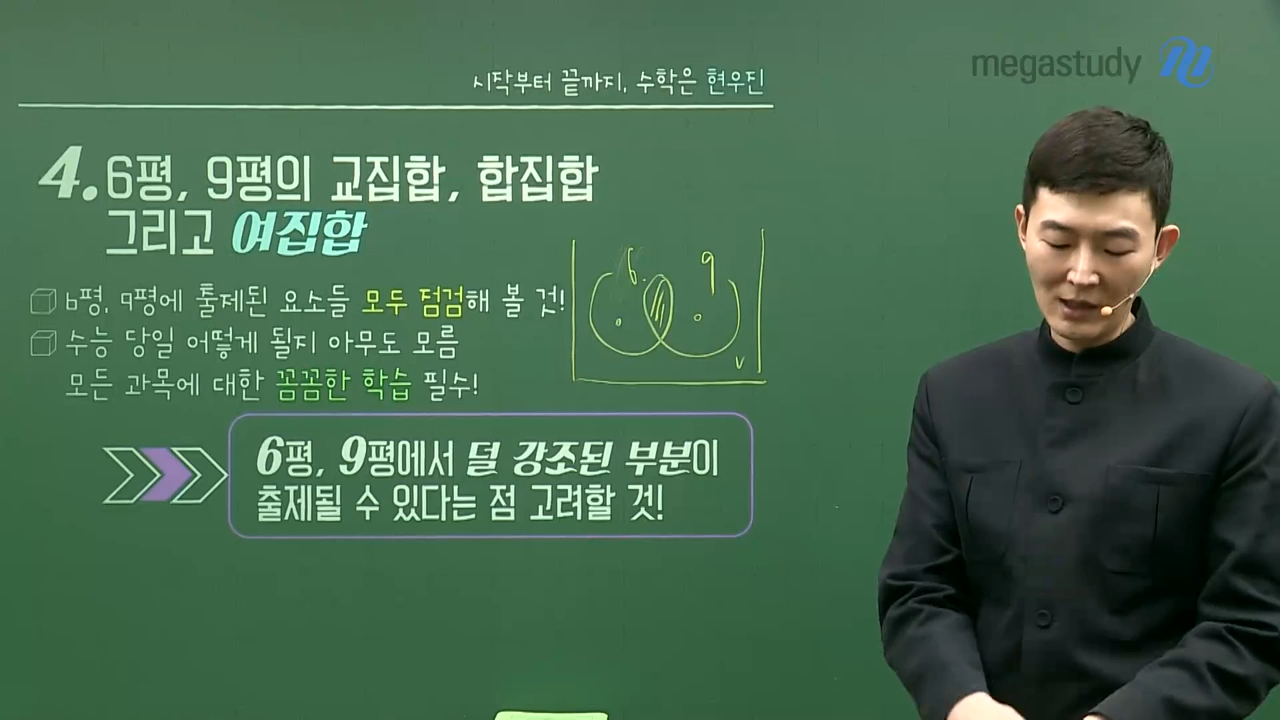 시작부터 끝까지, 수학은 현우진
megastudy
4. 6평, 9평의 교집합, 합집합
그리고 여집합
6평, 9평에 출제된 요소들 모두 점검해 볼 것!
수능 당일 어떻게 될지 아무도 모름
모든 과목에 대한 꼼꼼한 학습 필수!
6 9
6평, 9평에서 덜 강조된 부분이
출제될 수 있다는 점 고려할 것!